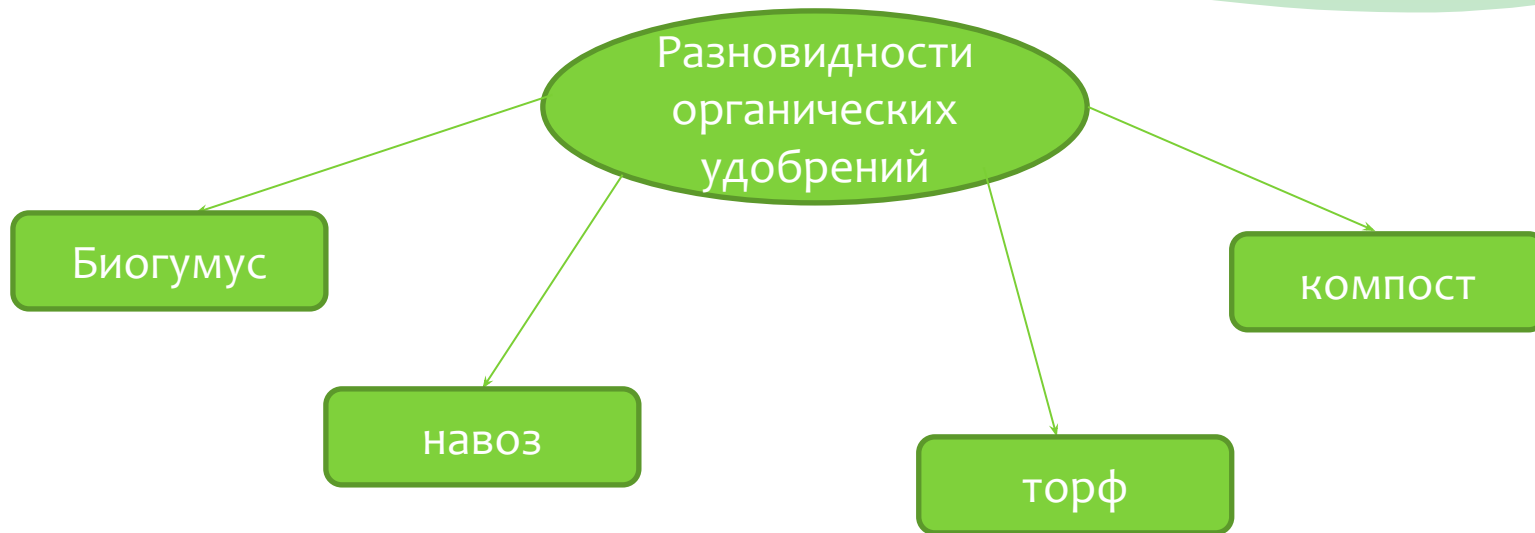 Разновидности
органических
удобрений
Биогумус
компост
навоз
торф